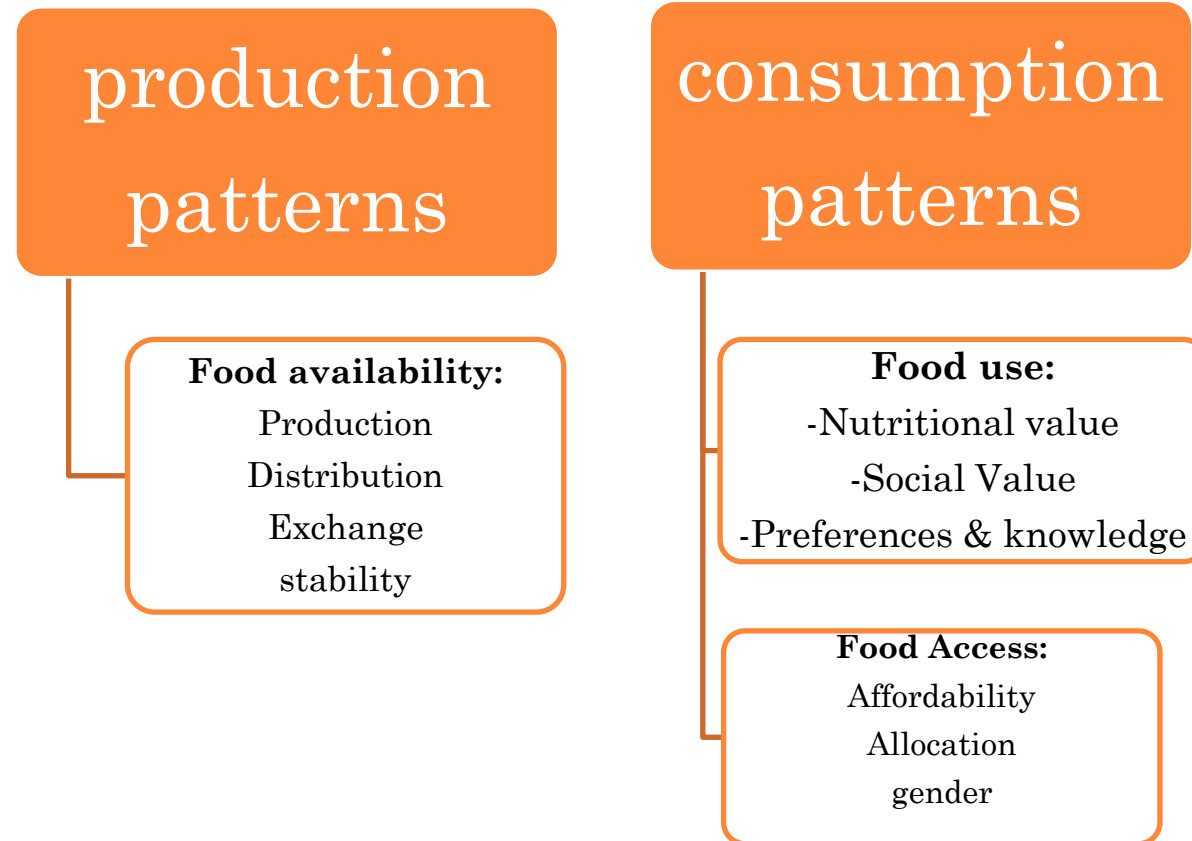 production
patterns
Food availability:
Production
Distribution
Exchange
stability
consumption
patterns
Food use:
-Nutritional value
-Social Value
-Preferences & knowledge
Food Access:
Affordability
Allocation
gender